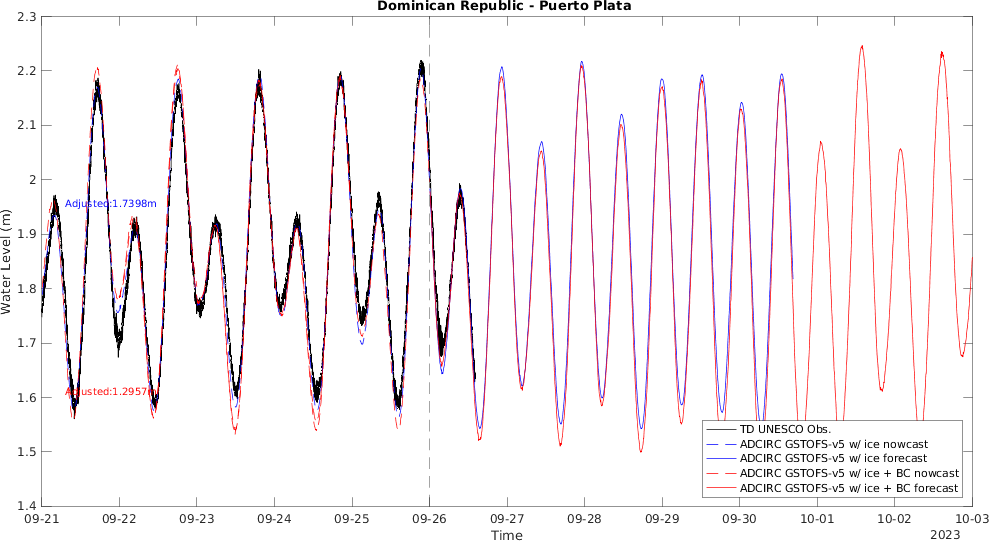 Dominican Republic - Puerto Plata
2.3
2.2
2.1
2
1.9
1.8
1.7
1.6
1.5
1.4
Water Level (m)
Adjusted:1.7398m
Adjusted:1.2957m
TD UNESCO Obs.
ADCIRC GSTOFS-v5 w/ ice nowcast
ADCIRC GSTOFS-v5 w/ ice forecast
ADCIRC GSTOFS-v5 w/ ice + BC nowcast
ADCIRC GSTOFS-v5 w/ ice + BC forecast
09-21 09-22 09-23 09-24 09-25 09-26 09-27 09-28 09-29 09-30 10-01 10-02 10-03
Time
2023